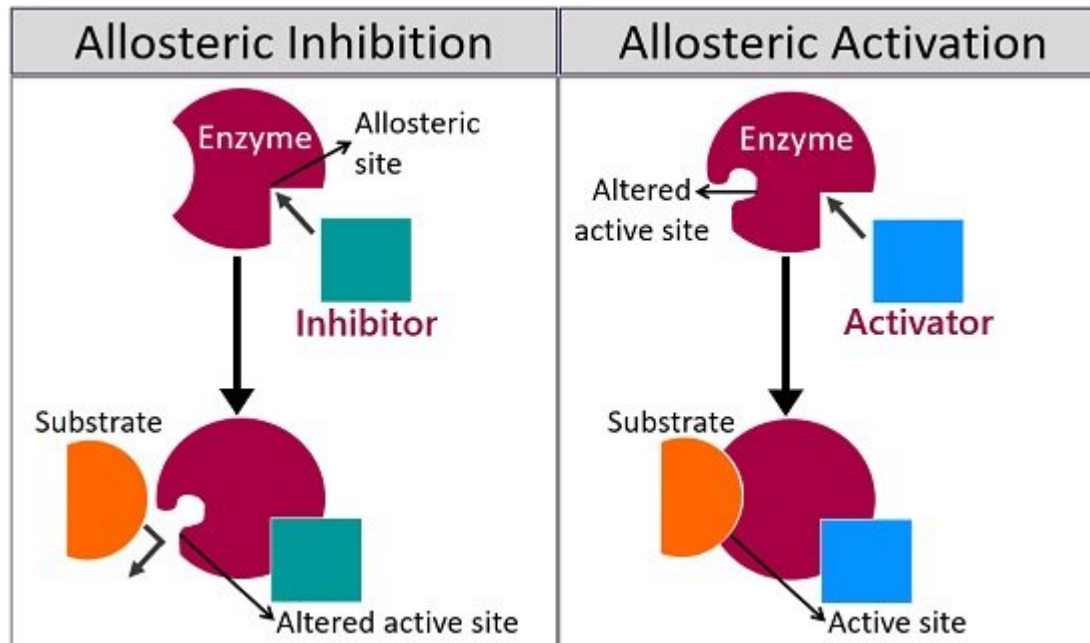 Allosteric Inhibition
Enzyme
Allosteric
site
Inhibitor
Substrate
Altered active site
Allosteric Activation
Enzyme
Altered
active site
Activator
Substrate
Active site